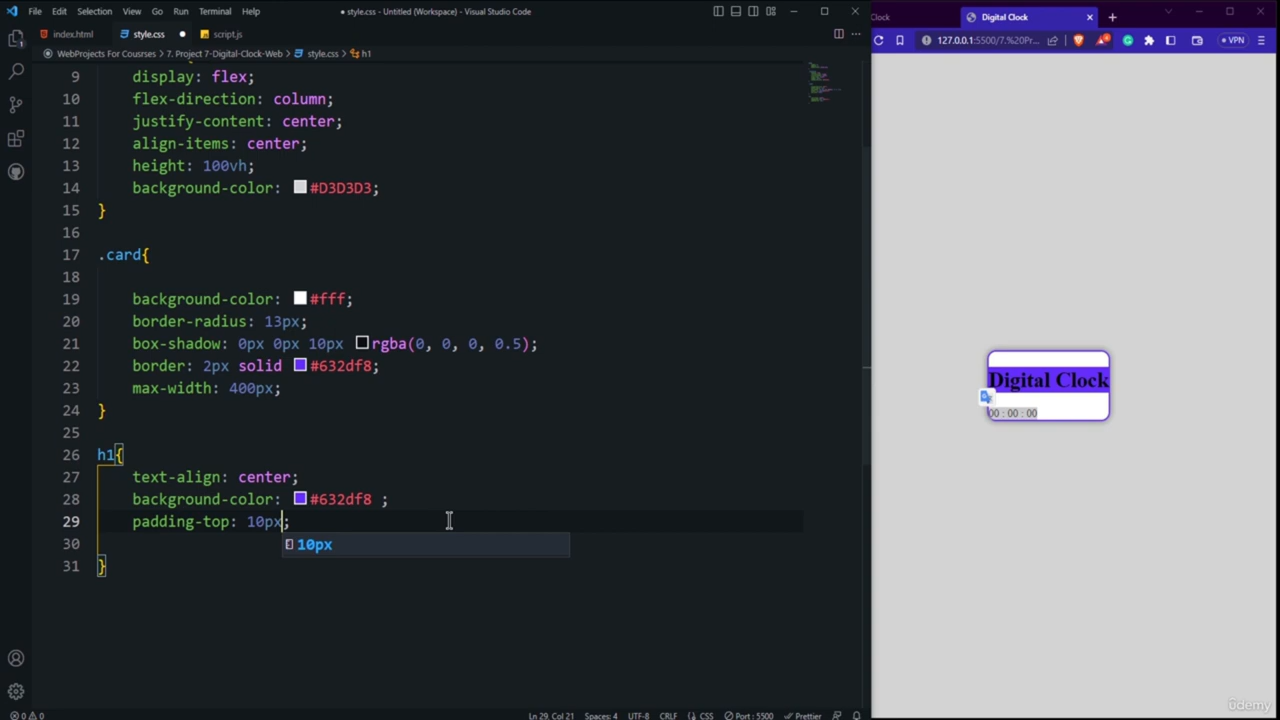 File Edit Selection View Go Run Terminal Help
● style.css - Untitled (Workspace) - Visual Studio Code
index.html
style.css
script.js
WebProjects For Coursres > 7. Project 7-Digital-Clock-Web > style.css > h1
9 display: flex;
10 flex-direction: column;
11 justify-content: center;
12 align-items: center;
13 height: 100vh;
14 background-color: #D3D3D3;
15 }
16
17 .card{
18
19 background-color: #fff;
20 border-radius: 13px;
21 box-shadow: 0px 0px 10px rgba(0, 0, 0, 0.5);
22 border: 2px solid #632df8;
23 max-width: 400px;
24 }
25
26 h1{
27 text-align: center;
28 background-color: #632df8 ;
29 padding-top: 10px;
10px
30
31 }
0 0
Ln 29, Col 21 Spaces: 4 UTF-8 CRLF {} CSS Port : 5500 Prettier
Clock
Digital Clock
127.0.0.1:5500/7.%20Pr...
VPN
Digital Clock
00 : 00 : 00
ûdemy